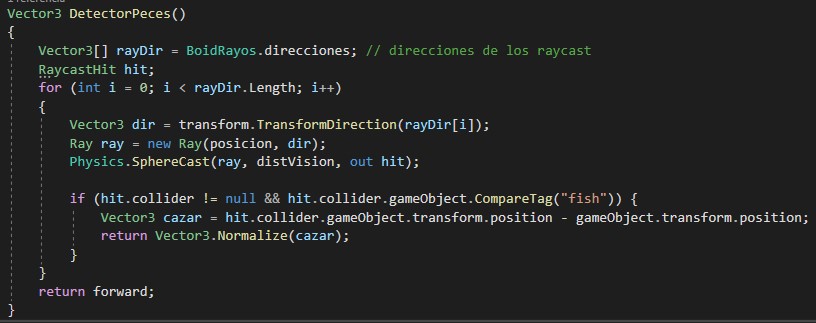 1 referencia
Vector3 DetectorPeces()
{
    Vector3[] rayDir = BoidRayos.direcciones; // direcciones de los raycast
    RaycastHit hit;
    for (int i = 0; i < rayDir.Length; i++)
    {
        Vector3 dir = transform.TransformDirection(rayDir[i]);
        Ray ray = new Ray(posicion, dir);
        Physics.SphereCast(ray, distVision, out hit);

        if (hit.collider != null && hit.collider.gameObject.CompareTag("fish")) {
            Vector3 cazar = hit.collider.gameObject.transform.position - gameObject.transform.position;
            return Vector3.Normalize(cazar);
        }
    }
    return forward;
}